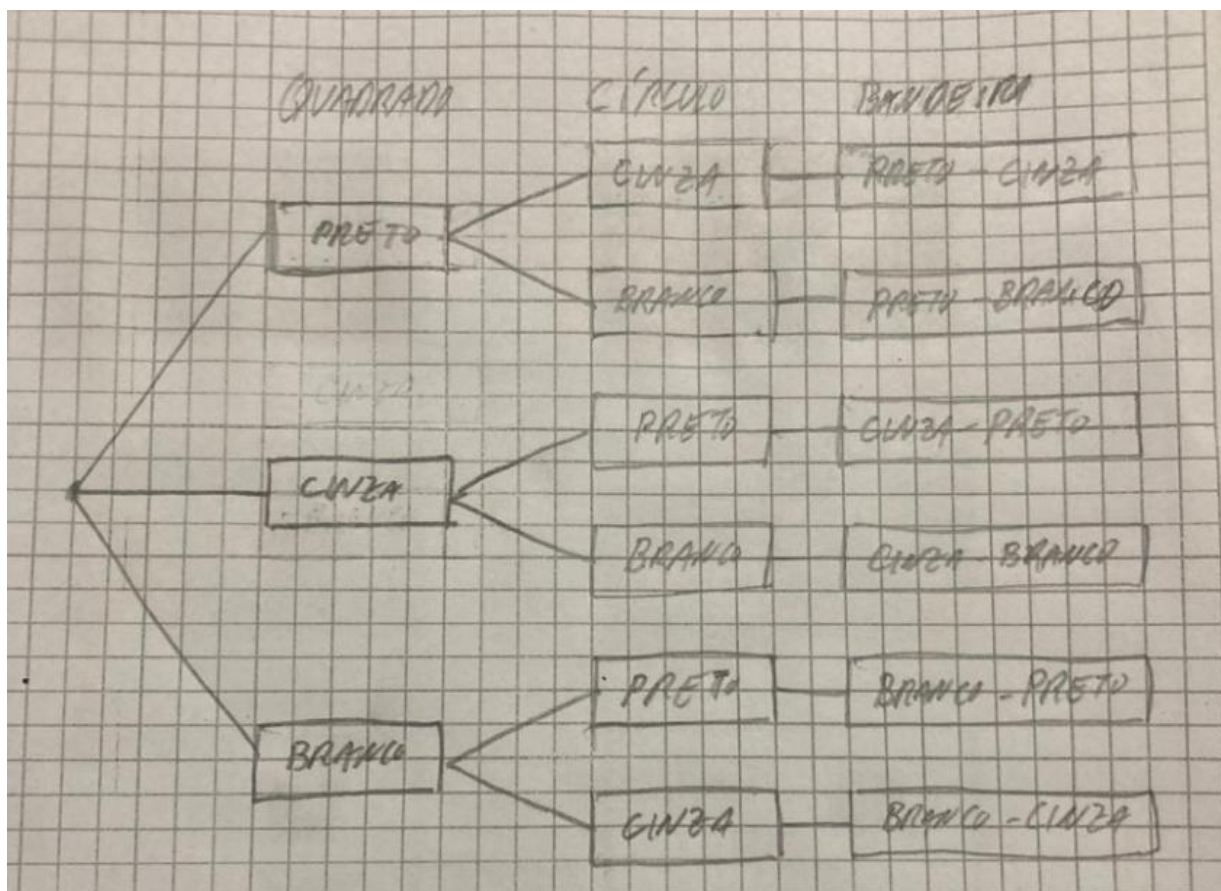 QUADRADO CÍRCULO BANDEIRA
CINZA PRETO - CINZA
PRETO
BRANCO PRETO - BRANCO
CINZA
PRETO CINZA - PRETO
CINZA
BRANCO CINZA - BRANCO
PRETO BRANCO - PRETO
BRANCO
CINZA BRANCO - CINZA